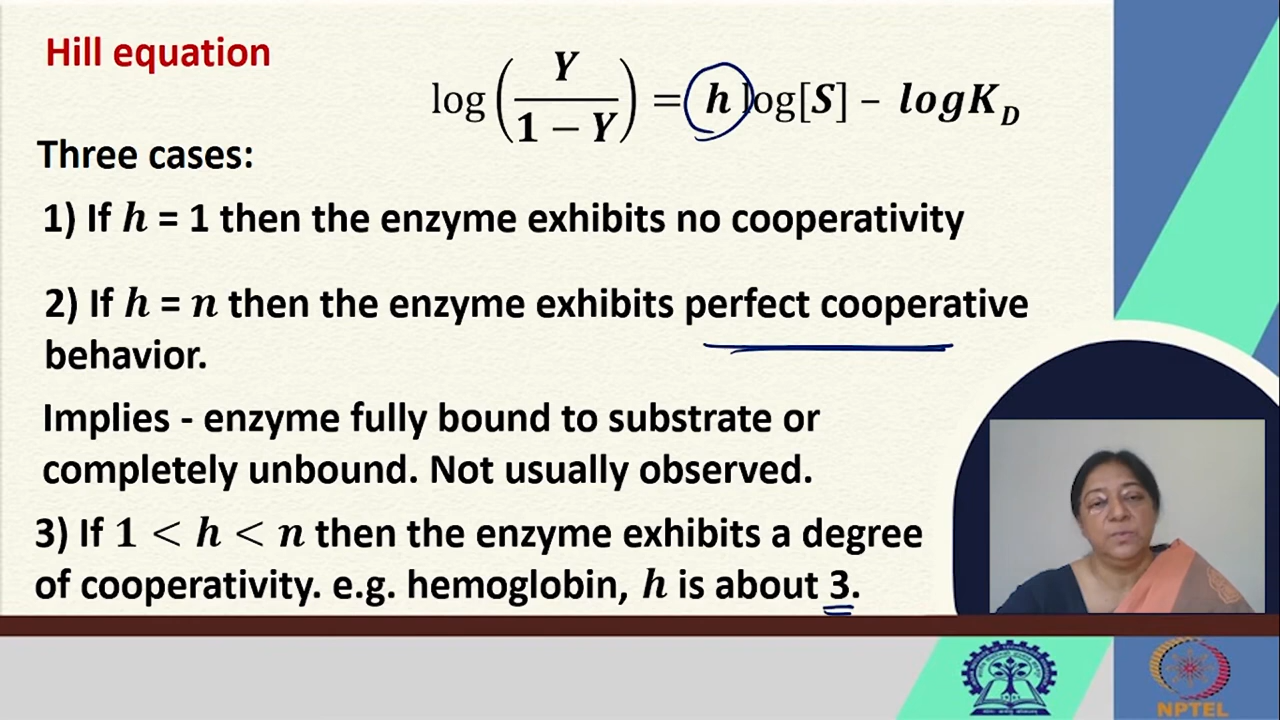 Hill equation
log(Y/(1 − Y)) = h log[S] − logK_D
Three cases:
1) If h = 1 then the enzyme exhibits no cooperativity
2) If h = n then the enzyme exhibits perfect cooperative
behavior.
Implies - enzyme fully bound to substrate or
completely unbound. Not usually observed.
3) If 1 < h < n then the enzyme exhibits a degree
of cooperativity. e.g. hemoglobin, h is about 3.
NPTEL